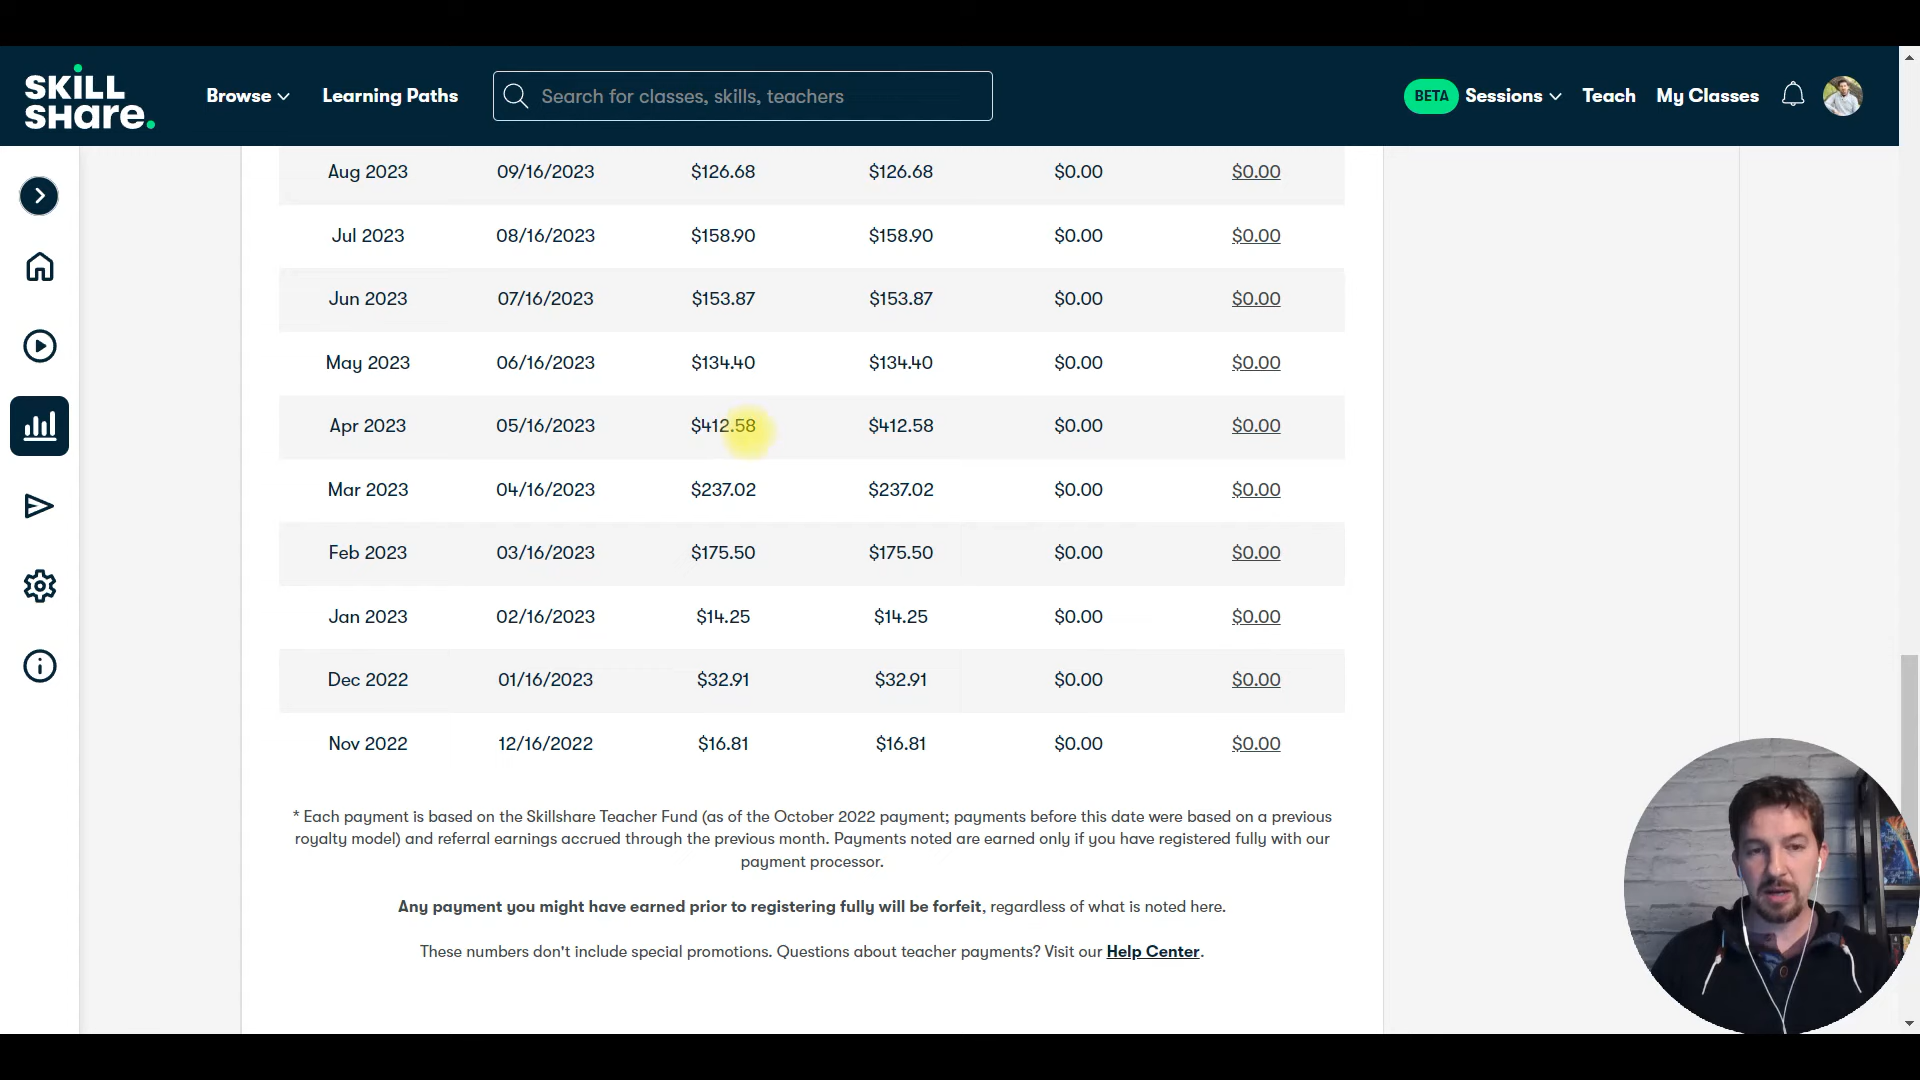 SKILL
SHare.
Browse
Learning Paths
Search for classes, skills, teachers
BETA
Sessions
Teach
My Classes
Aug 2023 09/16/2023 $126.68 $126.68 $0.00 $0.00
Jul 2023 08/16/2023 $158.90 $158.90 $0.00 $0.00
Jun 2023 07/16/2023 $153.87 $153.87 $0.00 $0.00
May 2023 06/16/2023 $134.40 $134.40 $0.00 $0.00
Apr 2023 05/16/2023 $412.58 $412.58 $0.00 $0.00
Mar 2023 04/16/2023 $237.02 $237.02 $0.00 $0.00
Feb 2023 03/16/2023 $175.50 $175.50 $0.00 $0.00
Jan 2023 02/16/2023 $14.25 $14.25 $0.00 $0.00
Dec 2022 01/16/2023 $32.91 $32.91 $0.00 $0.00
Nov 2022 12/16/2022 $16.81 $16.81 $0.00 $0.00
* Each payment is based on the Skillshare Teacher Fund (as of the October 2022 payment; payments before this date were based on a previous
royalty model) and referral earnings accrued through the previous month. Payments noted are earned only if you have registered fully with our
payment processor.
Any payment you might have earned prior to registering fully will be forfeit, regardless of what is noted here.
These numbers don't include special promotions. Questions about teacher payments? Visit our Help Center.